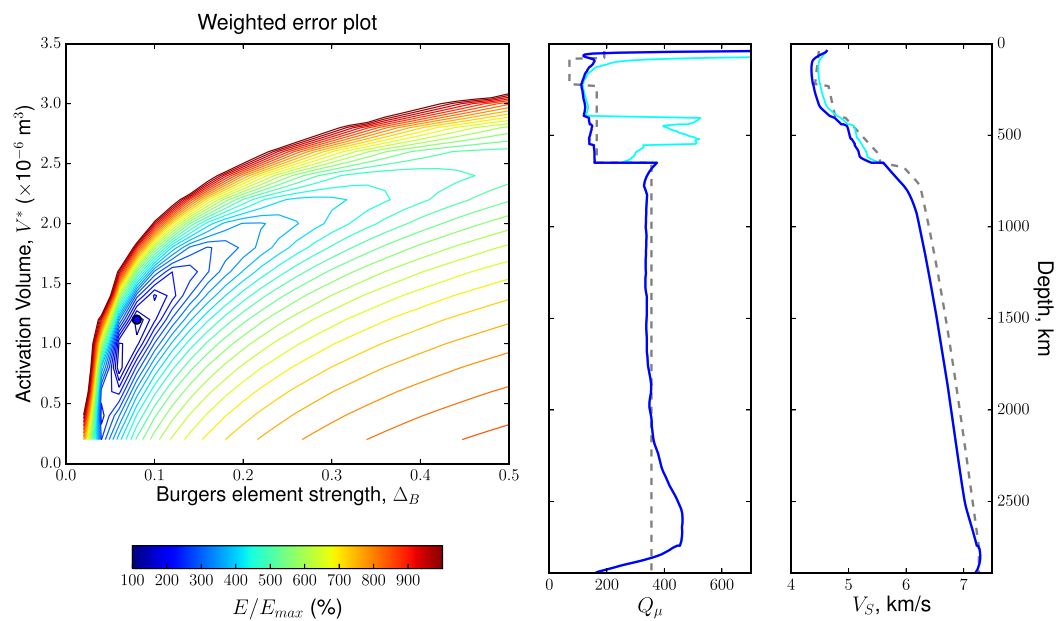 Weighted error plot
Activation Volume, V* (×10⁻⁶ m³)
3.5
3.0
2.5
2.0
1.5
1.0
0.5
0.0
0.0 0.1 0.2 0.3 0.4 0.5
Burgers element strength, Δ_B
100 200 300 400 500 600 700 800 900
E/E_max (%)
0 200 400 600
Q_μ
4 5 6 7
V_S, km/s
0
500
1000
1500
2000
2500
Depth, km